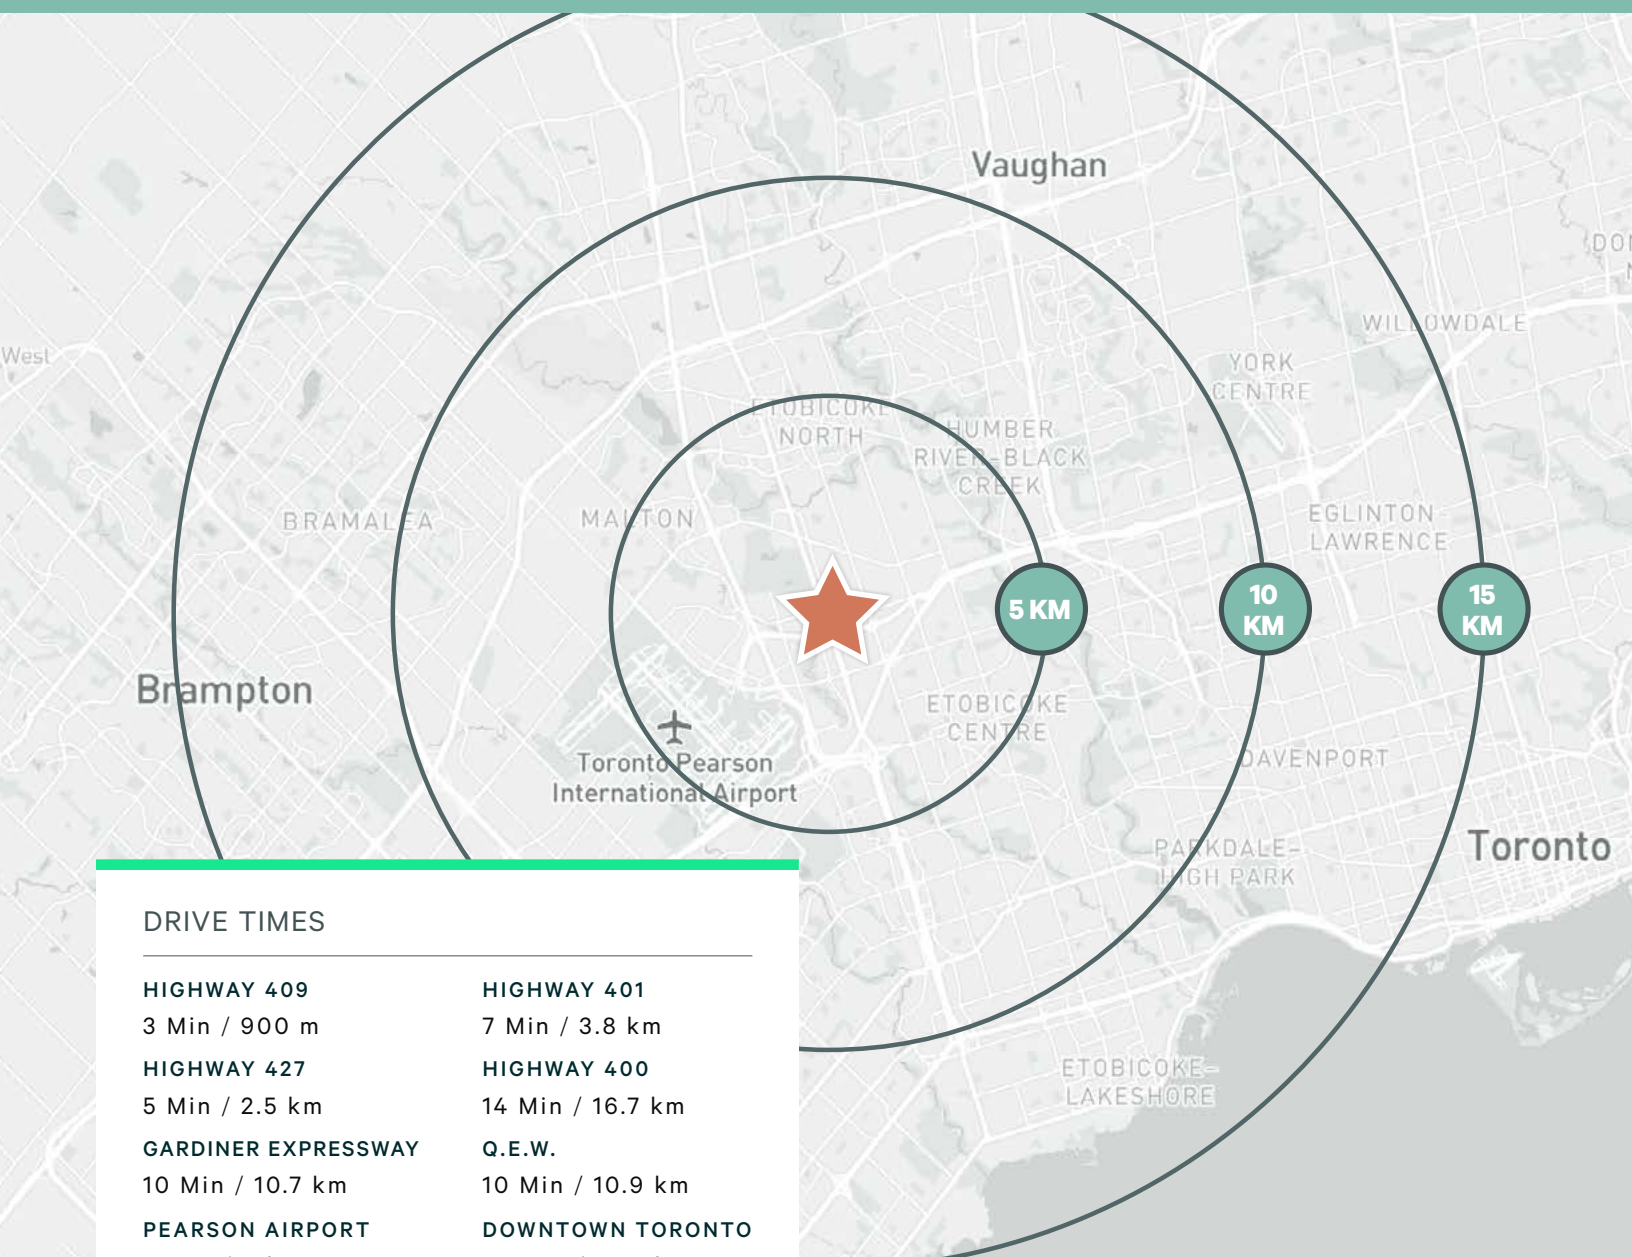 Vaughan
DO
WILLOWDALE
West
YORK
CENTRE
ETOBICOKE
NORTH
HUMBER
RIVER-BLACK
CREEK
BRAMALEA
MALTON
EGLINTON-
LAWRENCE
5 KM
10
KM
15
KM
Brampton
ETOBICOKE
CENTRE
Toronto Pearson
International Airport
DAVENPORT
PARKDALE-
HIGH PARK
Toronto
DRIVE TIMES
HIGHWAY 409
3 Min / 900 m
HIGHWAY 401
7 Min / 3.8 km
HIGHWAY 427
5 Min / 2.5 km
HIGHWAY 400
14 Min / 16.7 km
GARDINER EXPRESSWAY
10 Min / 10.7 km
Q.E.W.
10 Min / 10.9 km
PEARSON AIRPORT
DOWNTOWN TORONTO
ETOBICOKE-
LAKESHORE